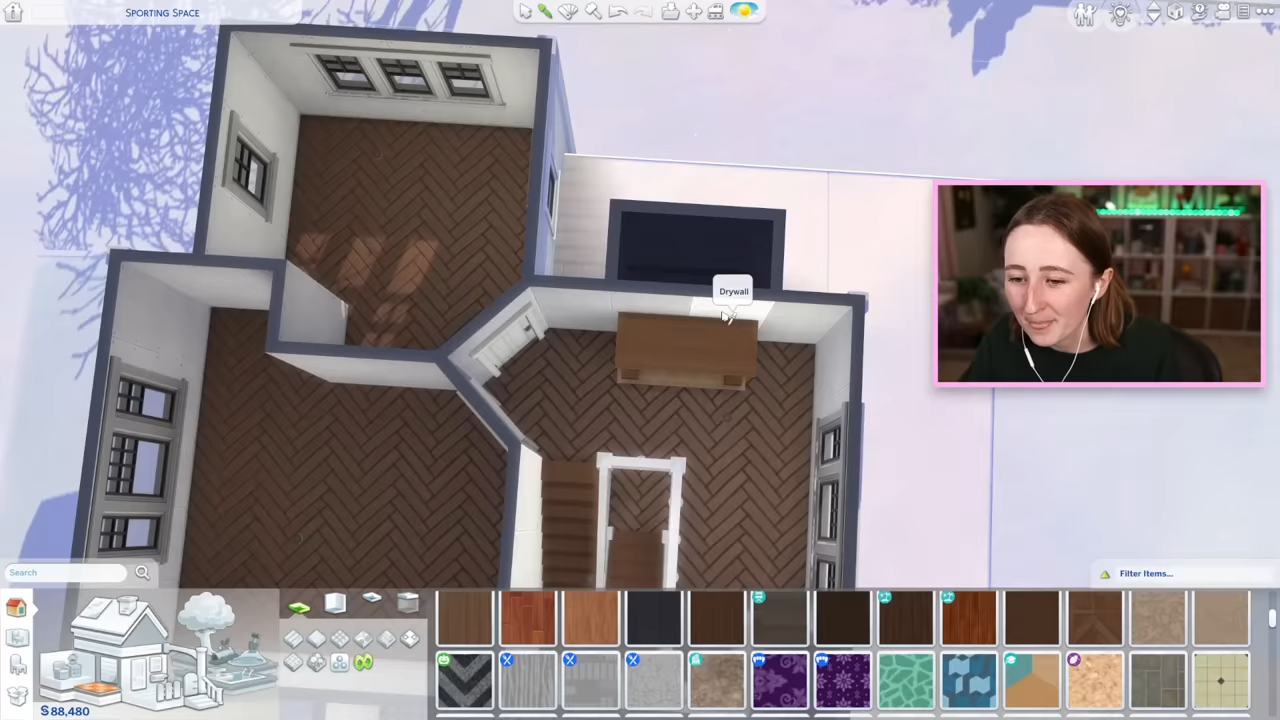 SPORTING SPACE
Drywall
Search
Filter Items...
§88,480